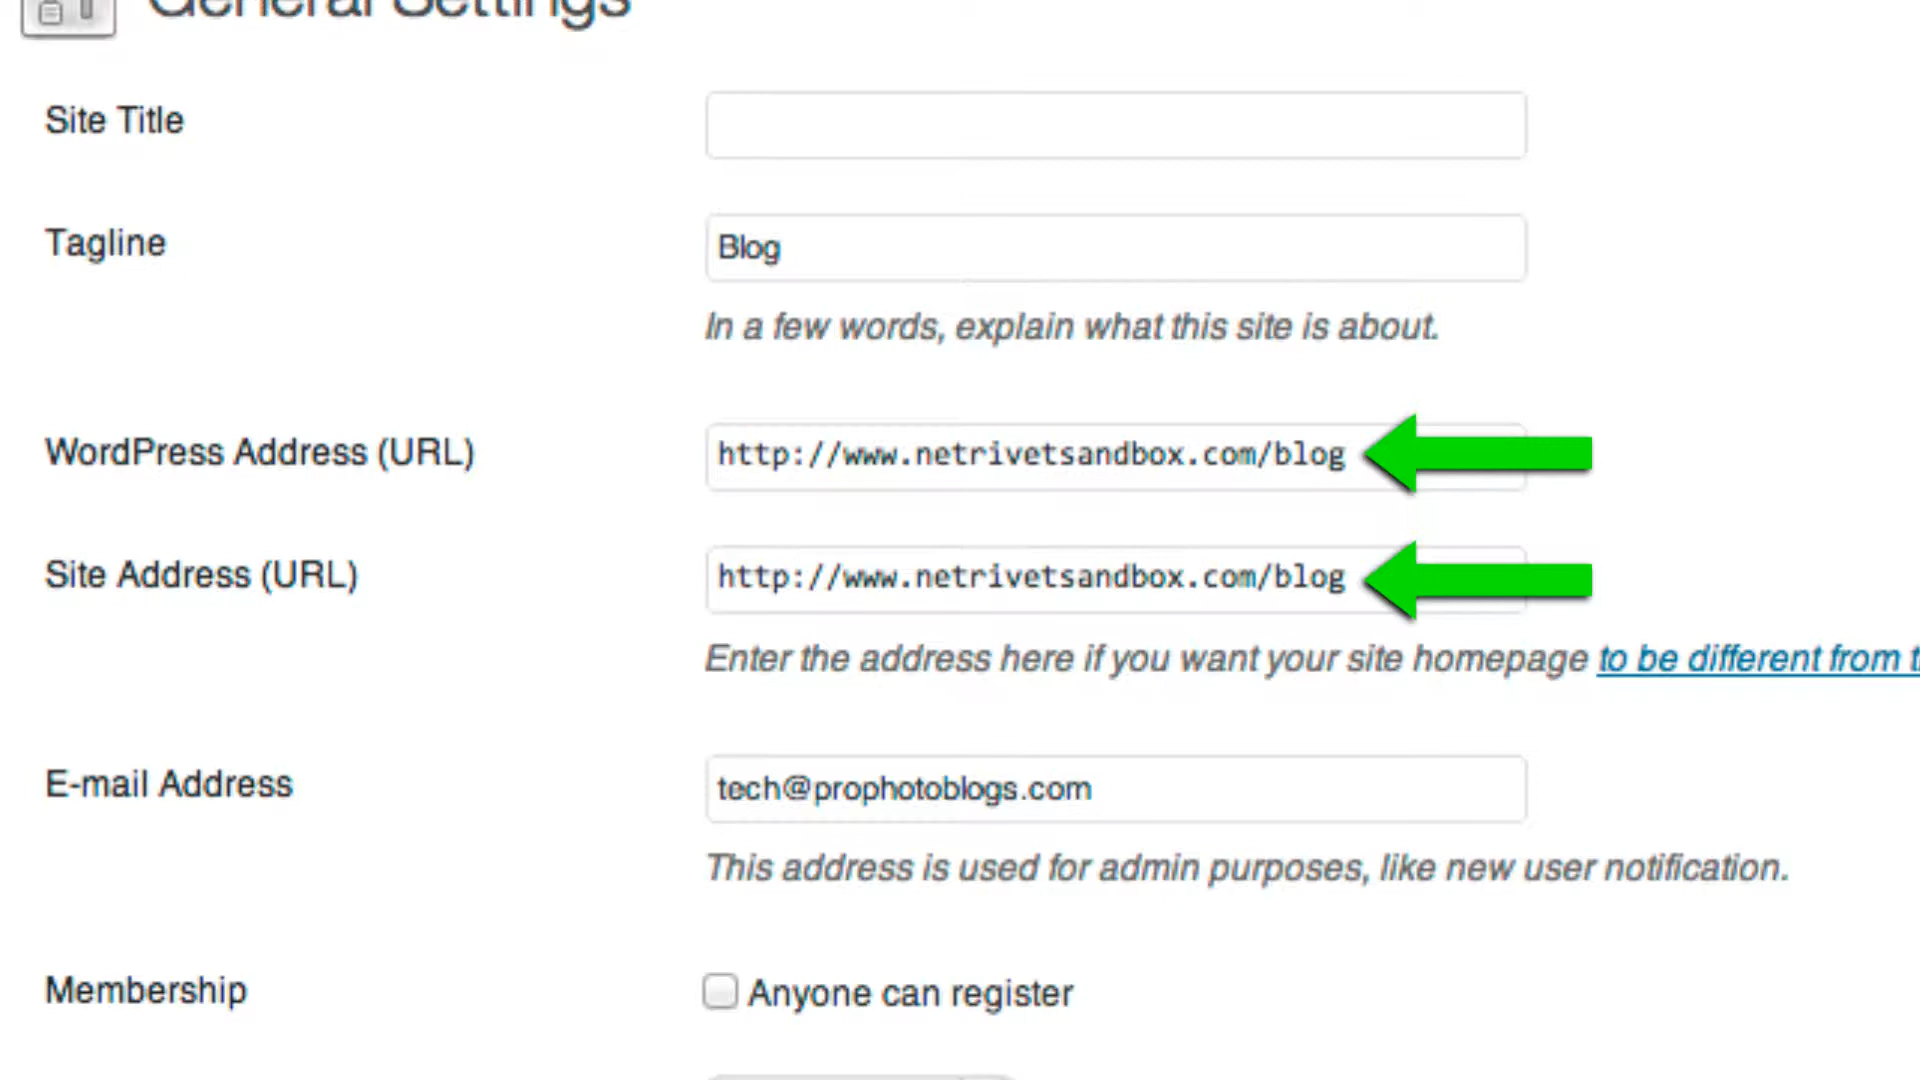 General Settings
Site Title
Tagline
Blog
In a few words, explain what this site is about.
WordPress Address (URL)
http://www.netrivetsandbox.com/blog
Site Address (URL)
http://www.netrivetsandbox.com/blog
Enter the address here if you want your site homepage to be different from
E-mail Address
tech@prophotoblogs.com
This address is used for admin purposes, like new user notification.
Membership
Anyone can register